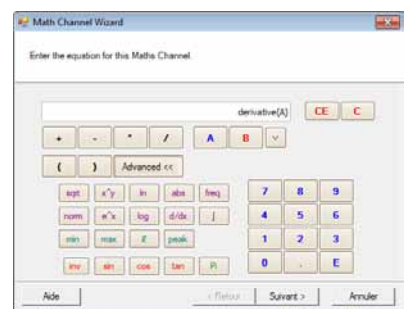 Math Channel Wizard
Enter the equation for this Maths Channel.
derivative(A) CE C
+ - * / A B
( ) Advanced <<
sqrt x^y ln abs freq 7 8 9
norm e^x log d/dx ∫ 4 5 6
min max peak 1 2 3
inv sin cos tan Pi 0 . E
Aide < Retour Suivant > Annuler